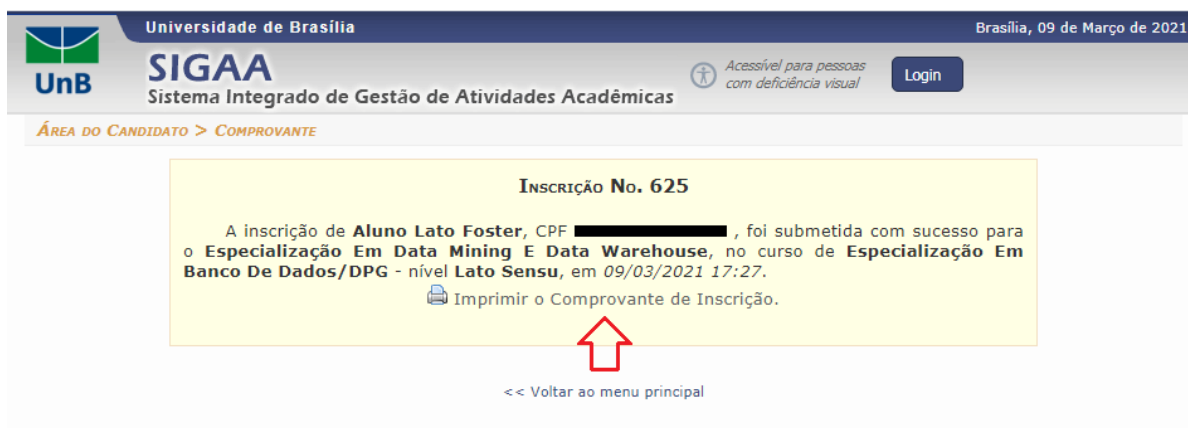 Universidade de Brasília
Brasília, 09 de Março de 2021
UnB
SIGAA
Sistema Integrado de Gestão de Atividades Acadêmicas
Acessível para pessoas
com deficiência visual
Login
Área do Candidato > Comprovante
Inscrição No. 625
A inscrição de Aluno Lato Foster, CPF , foi submetida com sucesso para
o Especialização Em Data Mining E Data Warehouse, no curso de Especialização Em
Banco De Dados/DPG - nível Lato Sensu, em 09/03/2021 17:27.
Imprimir o Comprovante de Inscrição.
<< Voltar ao menu principal